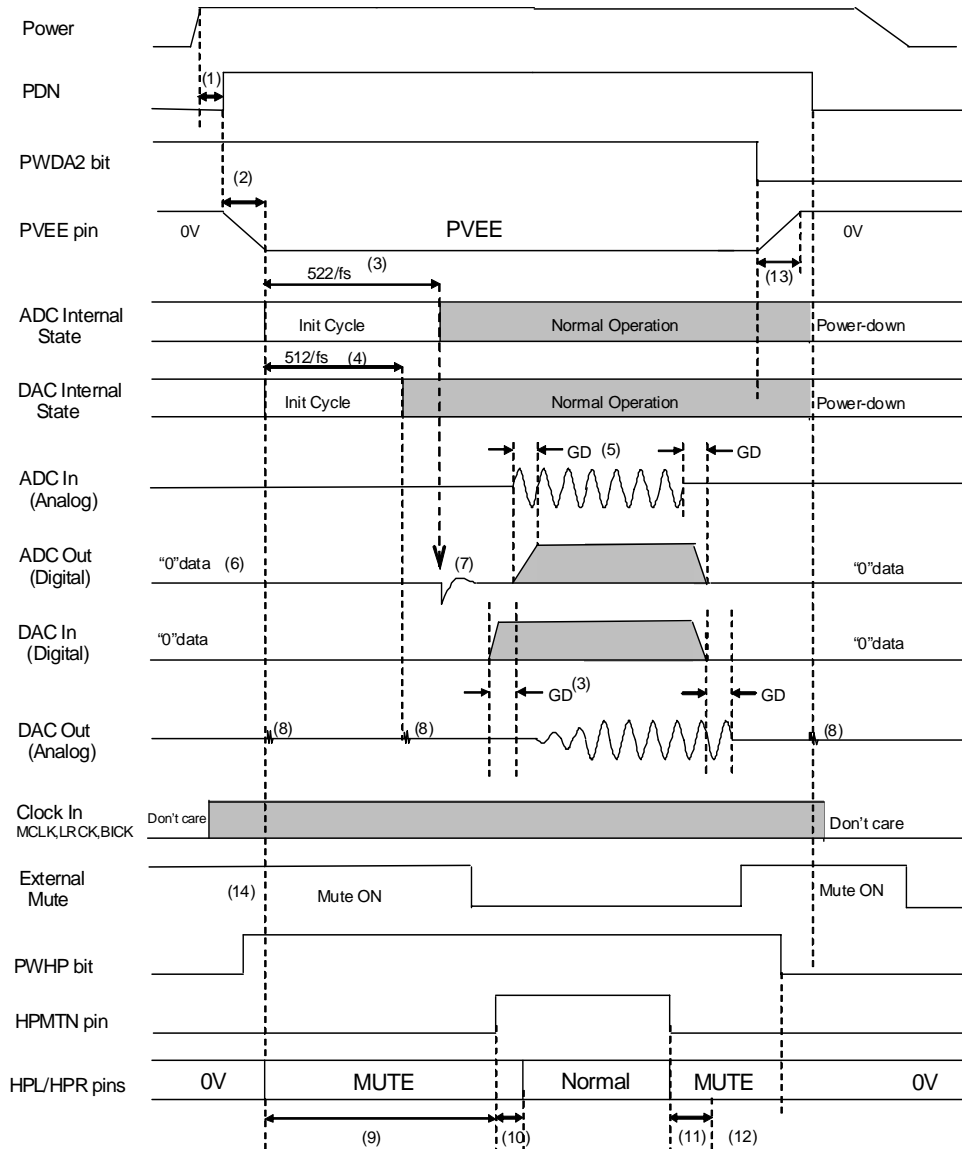 Power
PDN
(1)
PWDA2 bit
(2)
PVEE pin
0V
PVEE
0V
522/fs (3)
(13)
ADC Internal
State
Init Cycle
Normal Operation
Power-down
512/fs (4)
DAC Internal
State
Init Cycle
Normal Operation
Power-down
GD (5)
GD
ADC In
(Analog)
ADC Out
(Digital)
“0”data (6)
(7)
“0”data
DAC In
(Digital)
“0”data
“0”data
GD (3)
GD
DAC Out
(Analog)
(8)
(8)
(8)
Clock In
MCLK,LRCK,BICK
Don’t care
Don’t care
External
Mute
(14)
Mute ON
Mute ON
PWHP bit
HPMTN pin
HPL/HPR pins
0V
MUTE
Normal
MUTE
0V
(9)
(10)
(11)
(12)